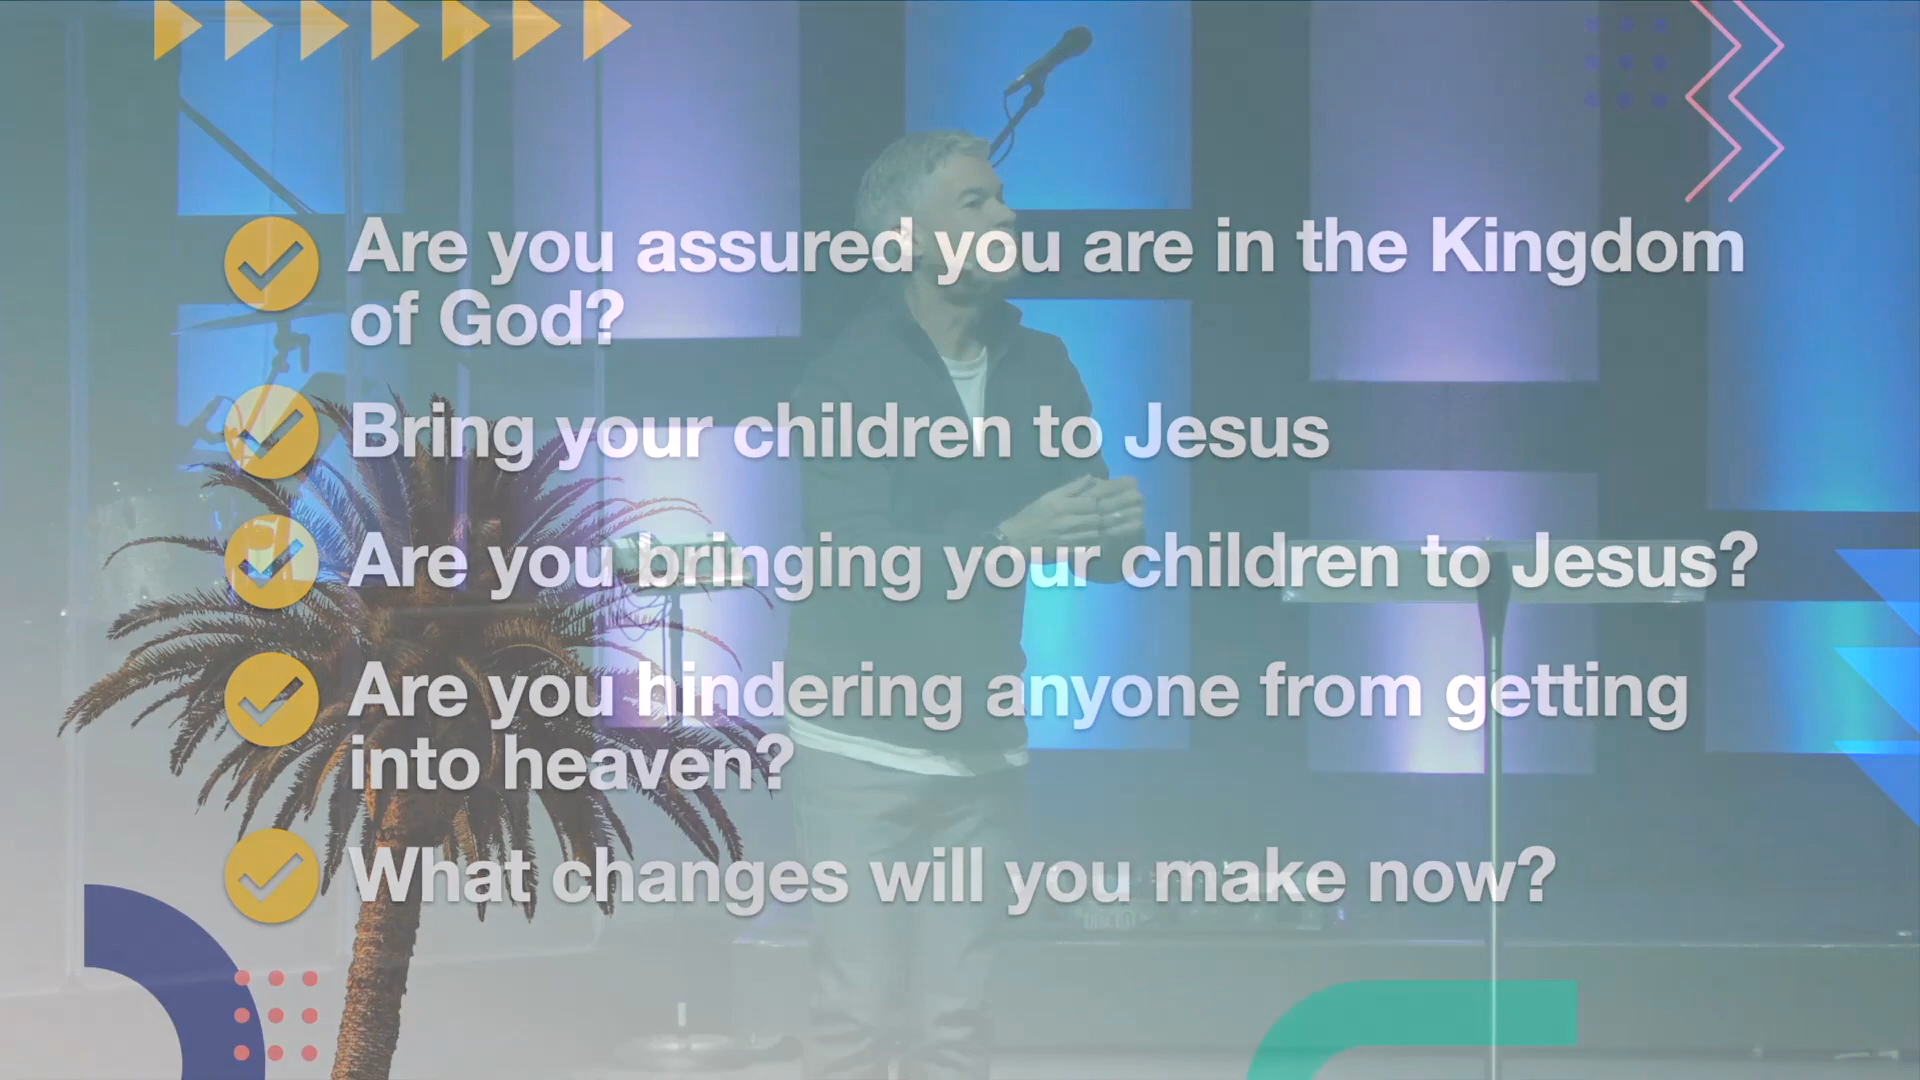 Are you assured you are in the Kingdom
of God?
Bring your children to Jesus
Are you bringing your children to Jesus?
Are you hindering anyone from getting
into heaven?
What changes will you make now?